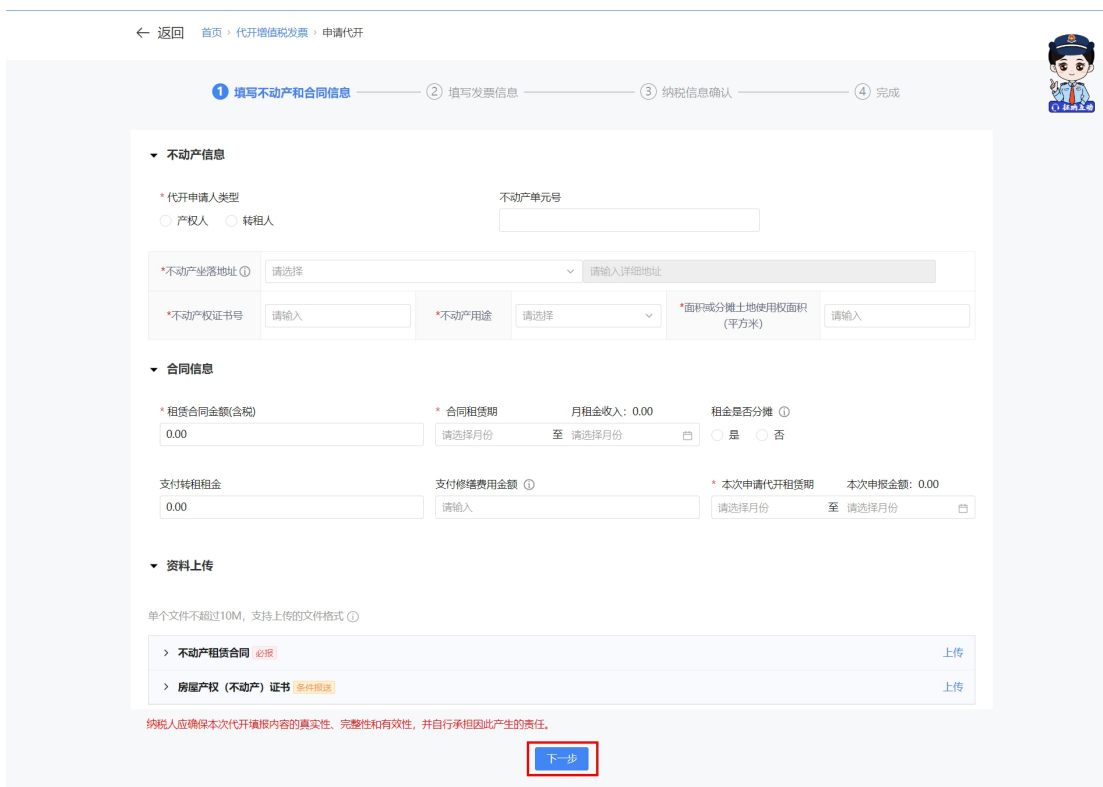 返回 首页 > 代开增值税发票 > 申请代开
1 填写不动产和合同信息 2 填写发票信息 3 纳税信息确认 4 完成
征纳互动
不动产信息
* 代开申请人类型 不动产单元号
产权人 转租人
*不动产坐落地址 请选择 请输入详细地址
*不动产权证书号 请输入 *不动产用途 请选择 *面积或分摊土地使用权面积
(平方米) 请输入
合同信息
* 租赁合同金额(含税) * 合同租赁期 月租金收入：0.00 租金是否分摊
0.00 请选择月份 至 请选择月份 是 否
支付转租租金 支付修缮费用金额 * 本次申请代开租赁期 本次申报金额：0.00
0.00 请输入 请选择月份 至 请选择月份
资料上传
单个文件不超过10M，支持上传的文件格式
不动产租赁合同 必报 上传
房屋产权（不动产）证书 条件报送 上传
纳税人应确保本次代开填报内容的真实性、完整性和有效性，并自行承担因此产生的责任。
下一步